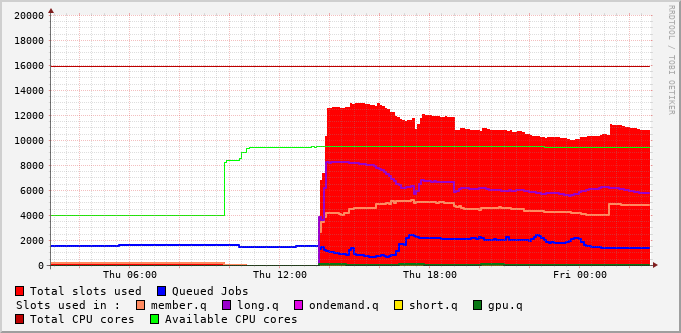 RRDTOOL / TOBI OETIKER
20000
18000
16000
14000
12000
10000
8000
6000
4000
2000
0
Thu 06:00 Thu 12:00 Thu 18:00 Fri 00:00
Total slots used Queued Jobs
Slots used in : member.q long.q ondemand.q short.q gpu.q
Total CPU cores Available CPU cores